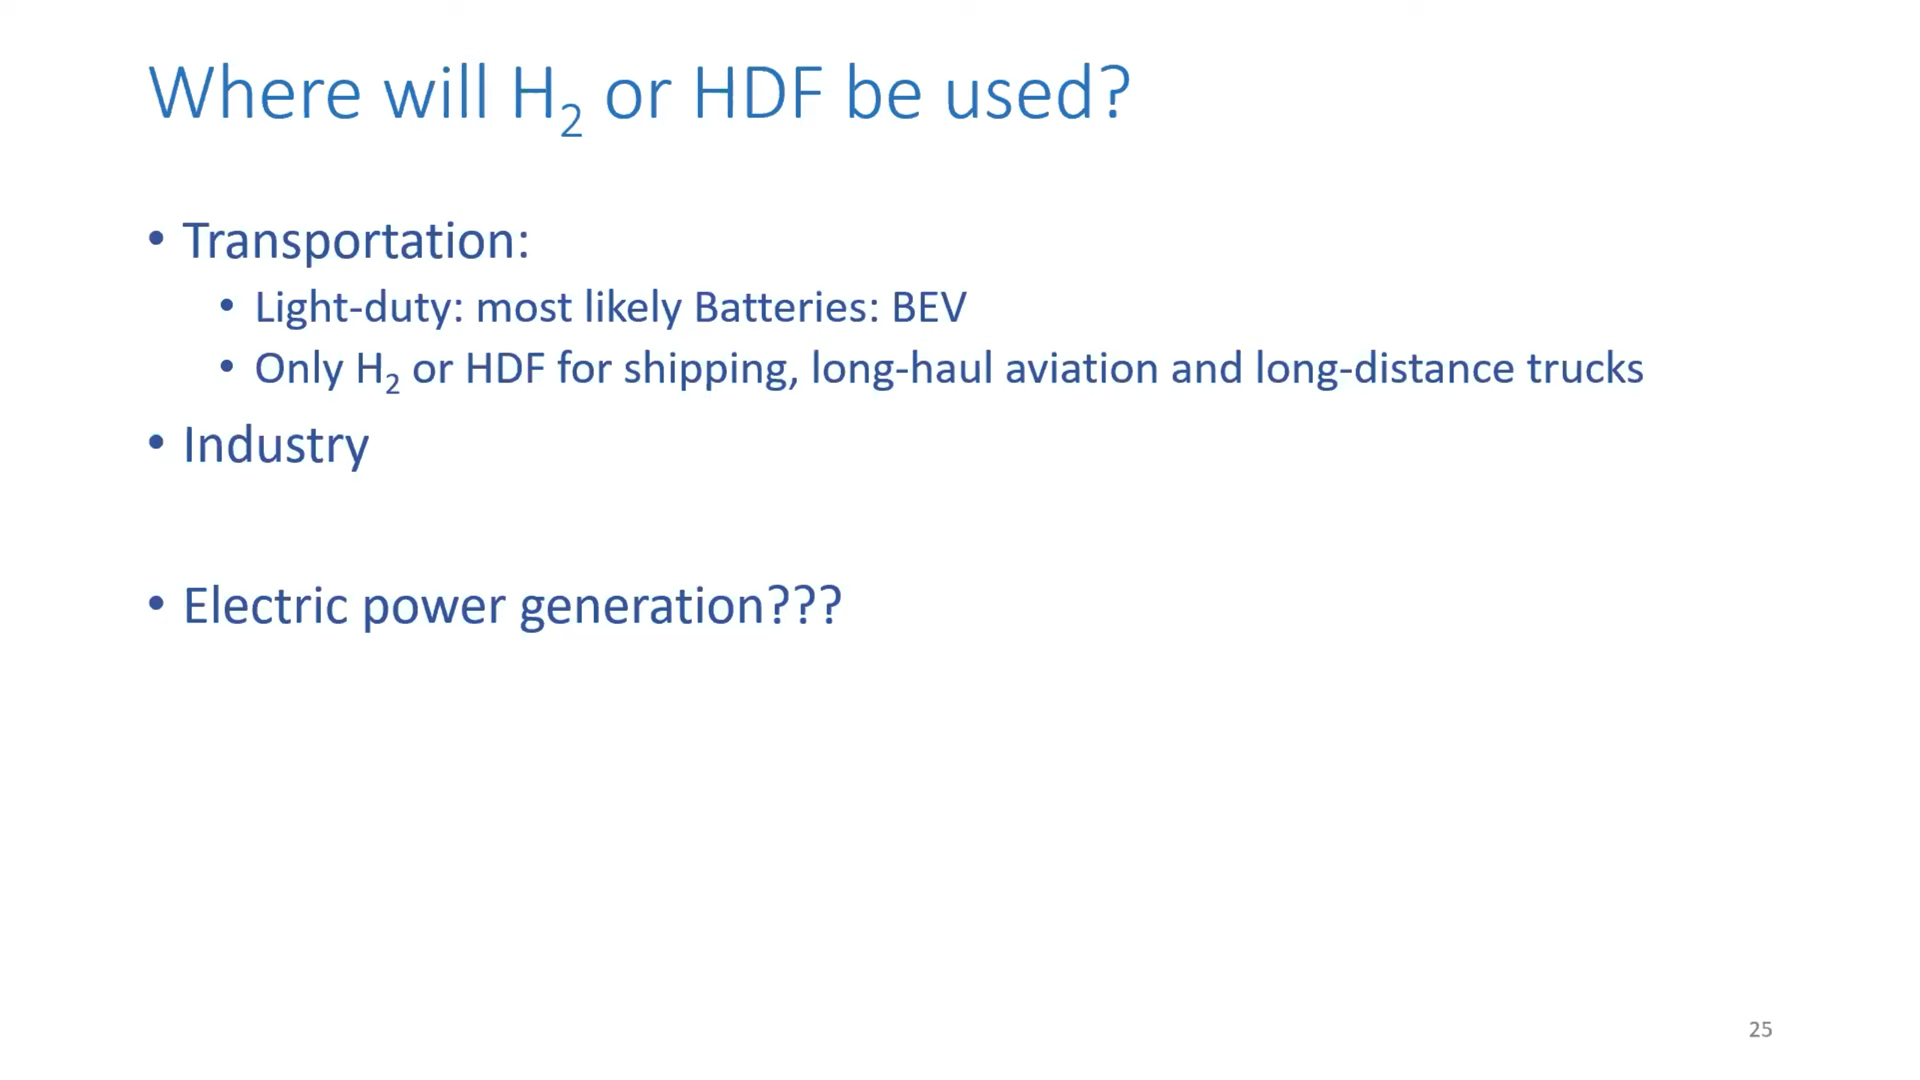 Where will H₂ or HDF be used?
• Transportation:
• Light-duty: most likely Batteries: BEV
• Only H₂ or HDF for shipping, long-haul aviation and long-distance trucks
• Industry
• Electric power generation???
25